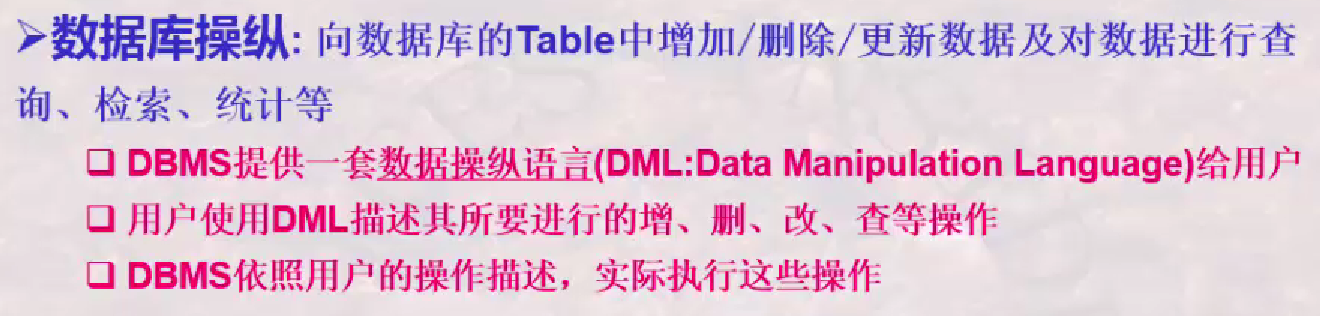 ➢数据库操纵: 向数据库的Table中增加/删除/更新数据及对数据进行查
询、检索、统计等
❑ DBMS提供一套数据操纵语言(DML:Data Manipulation Language)给用户
❑ 用户使用DML描述其所要进行的增、删、改、查等操作
❑ DBMS依照用户的操作描述，实际执行这些操作